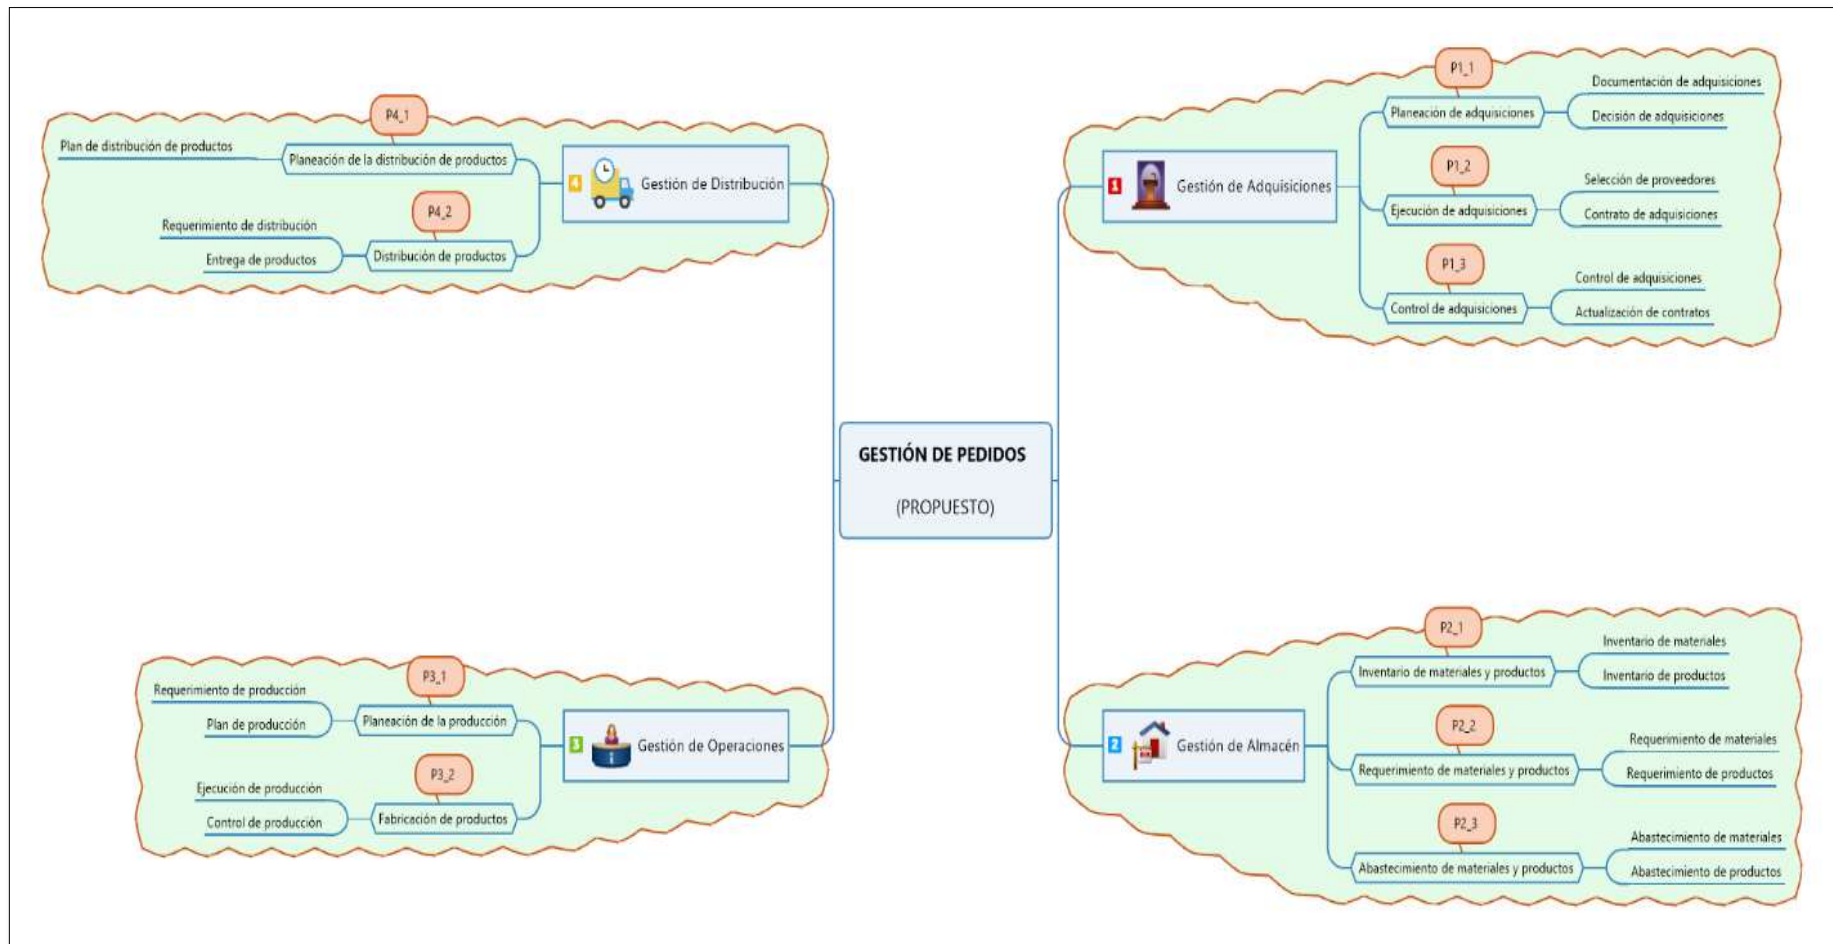 GESTIÓN DE PEDIDOS
(PROPUESTO)
1
Gestión de Adquisiciones
P1_1
Planeación de adquisiciones
Documentación de adquisiciones
Decisión de adquisiciones
P1_2
Ejecución de adquisiciones
Selección de proveedores
Contrato de adquisiciones
P1_3
Control de adquisiciones
Control de adquisiciones
Actualización de contratos
2
Gestión de Almacén
P2_1
Inventario de materiales y productos
Inventario de materiales
Inventario de productos
P2_2
Requerimiento de materiales y productos
Requerimiento de materiales
Requerimiento de productos
P2_3
Abastecimiento de materiales y productos
Abastecimiento de materiales
Abastecimiento de productos
3
Gestión de Operaciones
P3_1
Planeación de la producción
Requerimiento de producción
Plan de producción
P3_2
Fabricación de productos
Ejecución de producción
Control de producción
4
Gestión de Distribución
P4_1
Planeación de la distribución de productos
Plan de distribución de productos
P4_2
Distribución de productos
Requerimiento de distribución
Entrega de productos